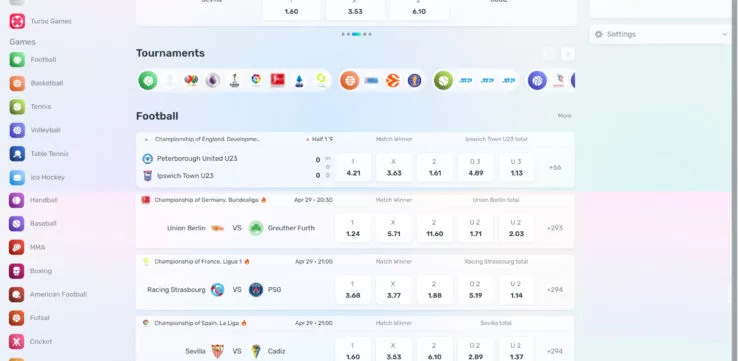 Sevilla 1.60 3.53 6.10 Cadiz
Turbo Games
Games
Football
Basketball
Tennis
Volleyball
Table Tennis
Ice Hockey
Handball
Baseball
MMA
Boxing
American Football
Futsal
Cricket
Settings
Tournaments
Football
More
Championship of England. Developme... Half 1'9 Match Winner Ipswich Town U23 total
Peterborough United U23 0 0
Ipswich Town U23 0 0
1 X 2 O 3 U 3
4.21 3.63 1.61 4.89 1.13
+66
Championship of Germany. Bundesliga Apr 29 • 20:30 Match Winner Union Berlin total
Union Berlin VS Greuther Furth
1 X 2 O 2 U 2
1.24 5.71 11.60 1.71 2.03
+293
Championship of France. Ligue 1 Apr 29 • 21:00 Match Winner Racing Strasbourg total
Racing Strasbourg VS PSG
1 X 2 O 2 U 2
3.68 3.77 1.88 3.19 1.14
+294
Championship of Spain. La Liga Apr 29 • 21:00 Match Winner Sevilla total
Sevilla VS Cadiz
1 X 2 O 2 U 2
1.60 3.53 6.10 2.89 1.37
+294